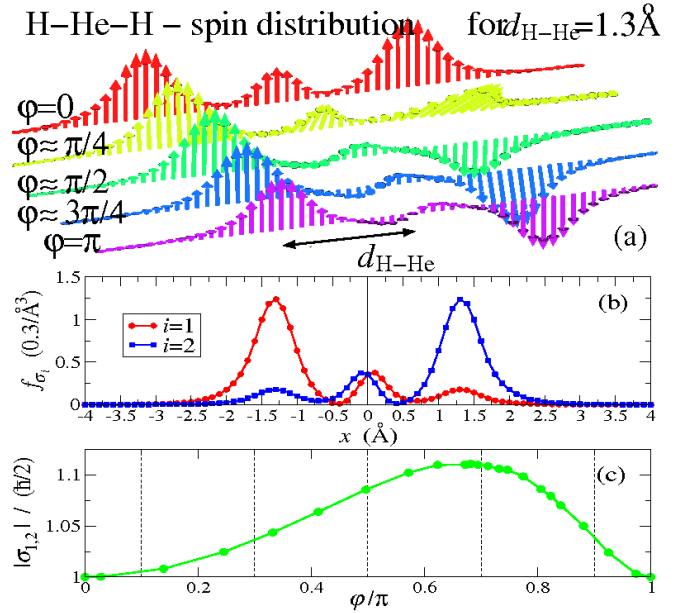 H−He−H − spin distribution for d_H−He=1.3Å
φ=0
φ≈π/4
φ≈π/2
φ≈3π/4
φ=π
(a)
d_H−He
1.5
1
0.5
0
f_σ_i (0.3/Å³)
(b)
i=1
i=2
-4 -3.5 -3 -2.5 -2 -1.5 -1 -0.5 0 0.5 1 1.5 2 2.5 3 3.5 4
x (Å)
1.1
1.05
1
|σ_1,2| / (ħ/2)
(c)
0 0.2 0.4 0.6 0.8 1
φ/π